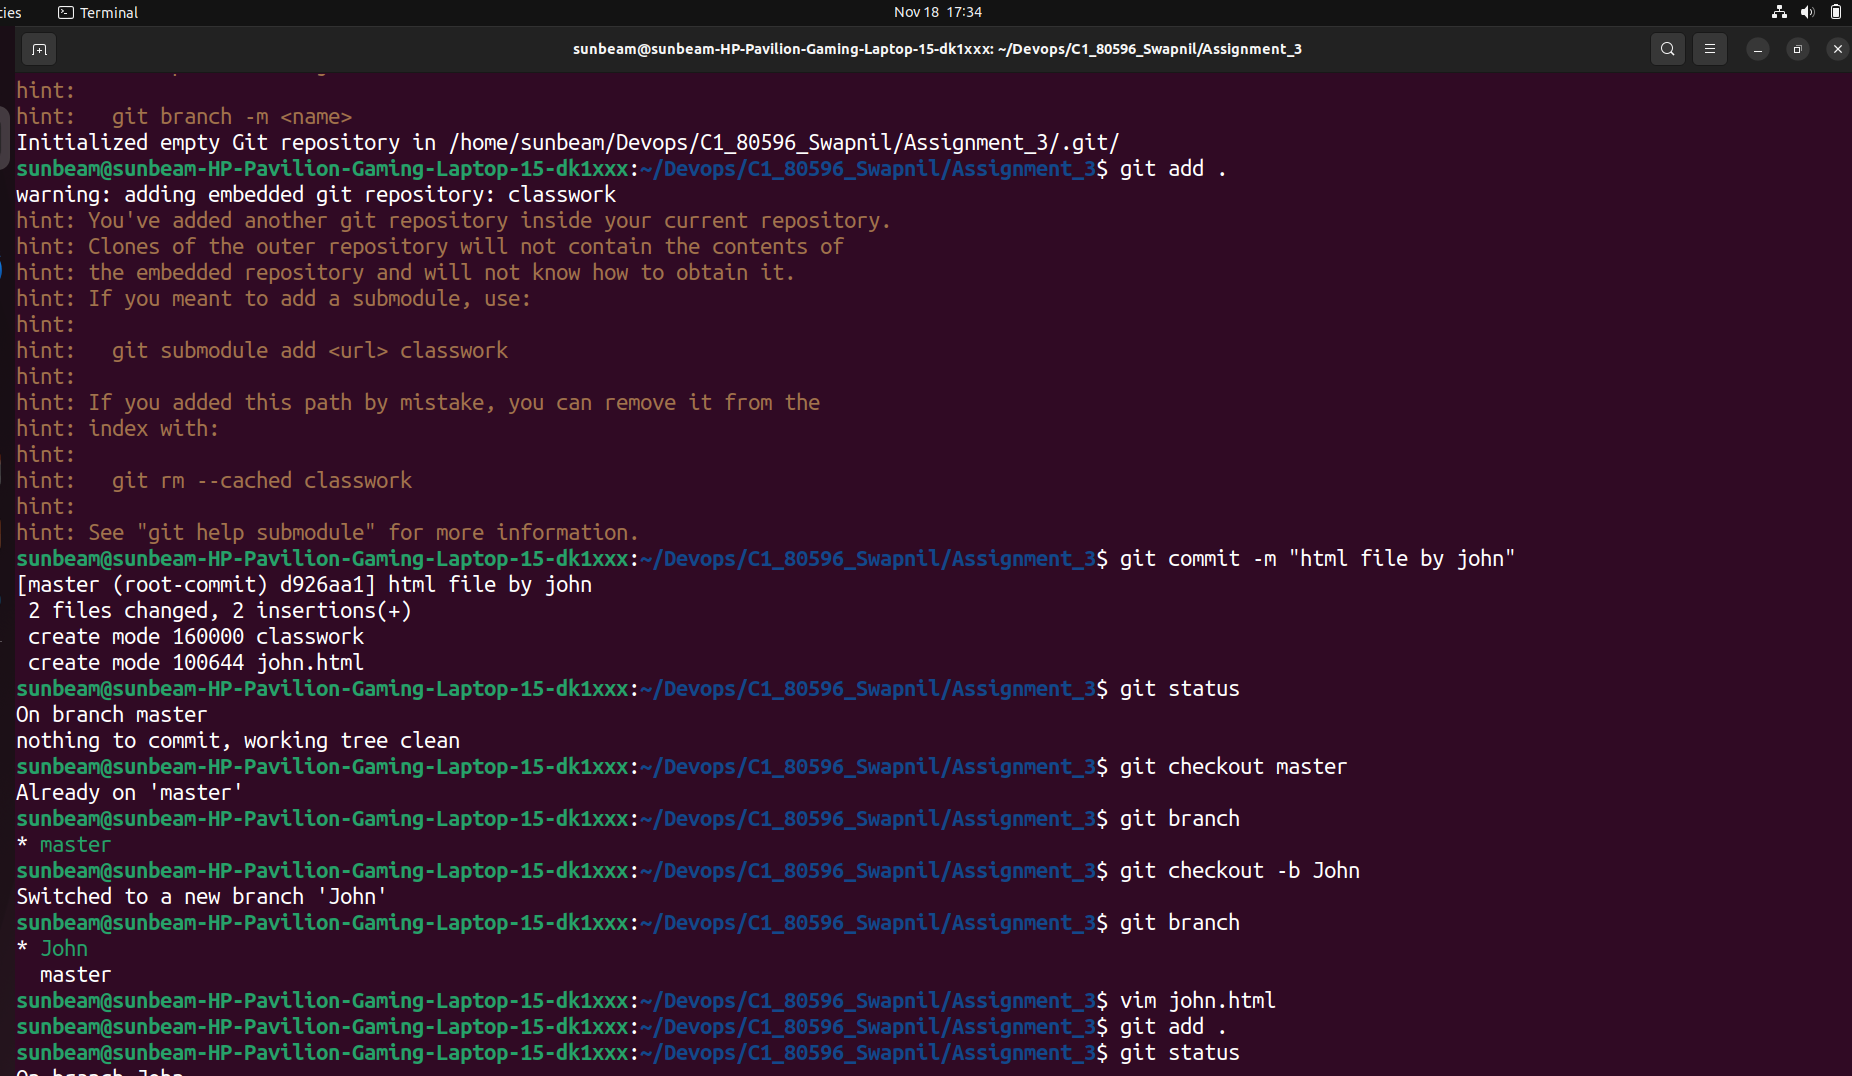 ies Terminal Nov 18 17:34
sunbeam@sunbeam-HP-Pavilion-Gaming-Laptop-15-dk1xxx: ~/Devops/C1_80596_Swapnil/Assignment_3
hint:
hint:   git branch -m <name>
Initialized empty Git repository in /home/sunbeam/Devops/C1_80596_Swapnil/Assignment_3/.git/
sunbeam@sunbeam-HP-Pavilion-Gaming-Laptop-15-dk1xxx:~/Devops/C1_80596_Swapnil/Assignment_3$ git add .
warning: adding embedded git repository: classwork
hint: You've added another git repository inside your current repository.
hint: Clones of the outer repository will not contain the contents of
hint: the embedded repository and will not know how to obtain it.
hint: If you meant to add a submodule, use:
hint:
hint:   git submodule add <url> classwork
hint:
hint: If you added this path by mistake, you can remove it from the
hint: index with:
hint:
hint:   git rm --cached classwork
hint:
hint: See "git help submodule" for more information.
sunbeam@sunbeam-HP-Pavilion-Gaming-Laptop-15-dk1xxx:~/Devops/C1_80596_Swapnil/Assignment_3$ git commit -m "html file by john"
[master (root-commit) d926aa1] html file by john
 2 files changed, 2 insertions(+)
 create mode 160000 classwork
 create mode 100644 john.html
sunbeam@sunbeam-HP-Pavilion-Gaming-Laptop-15-dk1xxx:~/Devops/C1_80596_Swapnil/Assignment_3$ git status
On branch master
nothing to commit, working tree clean
sunbeam@sunbeam-HP-Pavilion-Gaming-Laptop-15-dk1xxx:~/Devops/C1_80596_Swapnil/Assignment_3$ git checkout master
Already on 'master'
sunbeam@sunbeam-HP-Pavilion-Gaming-Laptop-15-dk1xxx:~/Devops/C1_80596_Swapnil/Assignment_3$ git branch
* master
sunbeam@sunbeam-HP-Pavilion-Gaming-Laptop-15-dk1xxx:~/Devops/C1_80596_Swapnil/Assignment_3$ git checkout -b John
Switched to a new branch 'John'
sunbeam@sunbeam-HP-Pavilion-Gaming-Laptop-15-dk1xxx:~/Devops/C1_80596_Swapnil/Assignment_3$ git branch
* John
  master
sunbeam@sunbeam-HP-Pavilion-Gaming-Laptop-15-dk1xxx:~/Devops/C1_80596_Swapnil/Assignment_3$ vim john.html
sunbeam@sunbeam-HP-Pavilion-Gaming-Laptop-15-dk1xxx:~/Devops/C1_80596_Swapnil/Assignment_3$ git add .
sunbeam@sunbeam-HP-Pavilion-Gaming-Laptop-15-dk1xxx:~/Devops/C1_80596_Swapnil/Assignment_3$ git status
On branch John